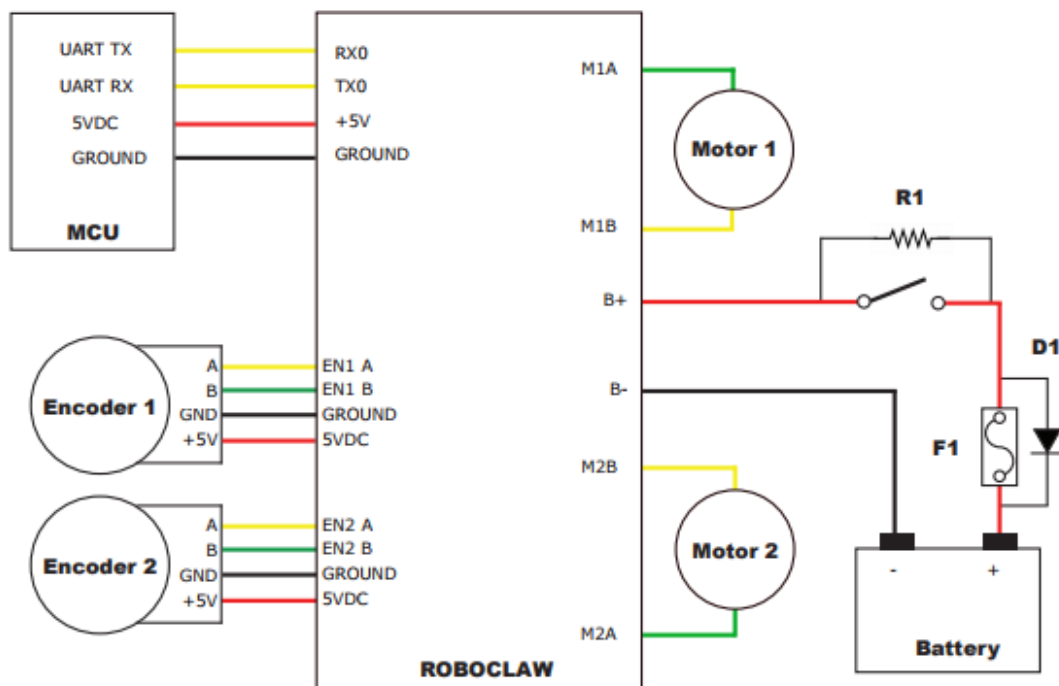 UART TX
UART RX
5VDC
GROUND
MCU
RX0
TX0
+5V
GROUND
M1A
Motor 1
M1B
R1
B+
D1
Encoder 1
A
B
GND
+5V
EN1 A
EN1 B
GROUND
5VDC
B-
F1
M2B
Encoder 2
A
B
GND
+5V
EN2 A
EN2 B
GROUND
5VDC
Motor 2
M2A
- +
Battery
ROBOCLAW